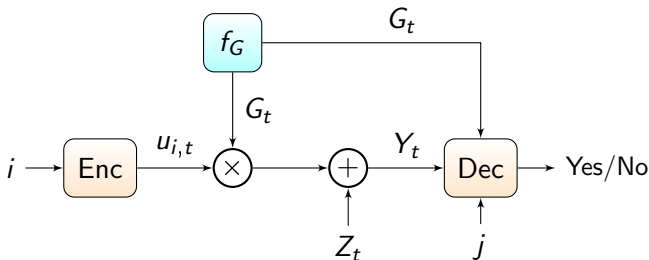 G_t
f_G
G_t
i
Enc
u_{i,t}
×
+
Y_t
Dec
Yes/No
Z_t
j